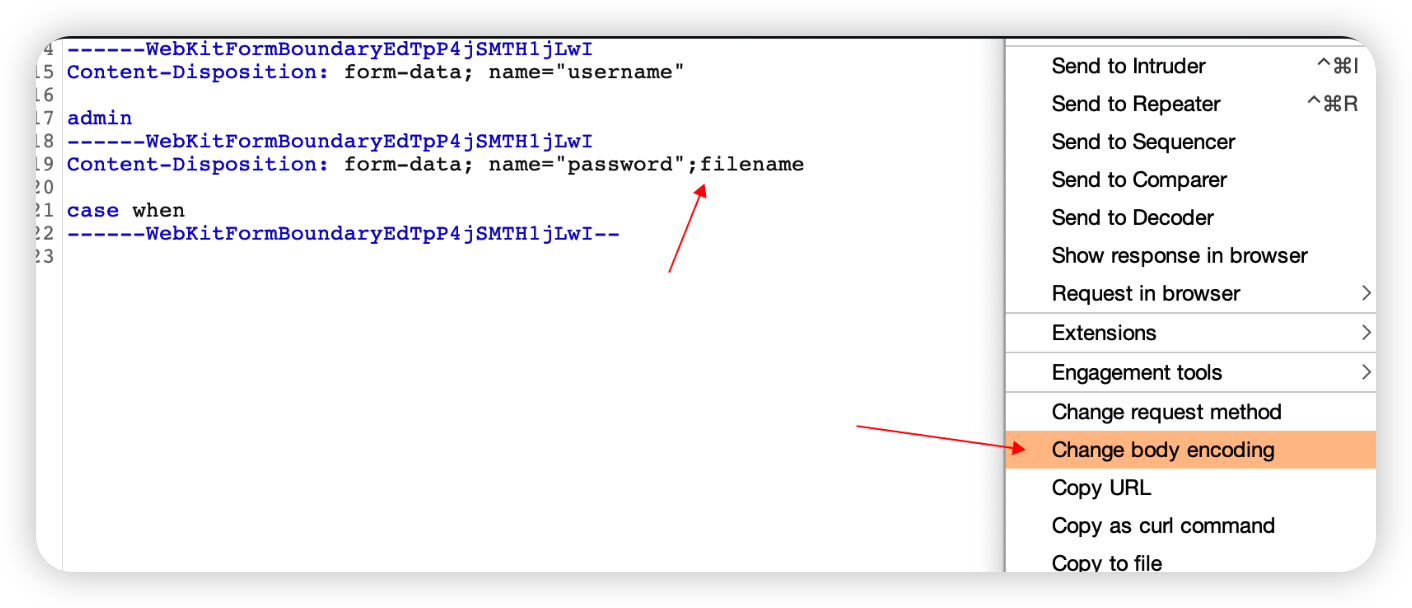 4 ------WebKitFormBoundaryEdTpP4jSMTH1jLwI
15 Content-Disposition: form-data; name="username"
16
17 admin
18 ------WebKitFormBoundaryEdTpP4jSMTH1jLwI
19 Content-Disposition: form-data; name="password";filename
20
21 case when
22 ------WebKitFormBoundaryEdTpP4jSMTH1jLwI--
23
Send to Intruder ^⌘I
Send to Repeater ^⌘R
Send to Sequencer
Send to Comparer
Send to Decoder
Show response in browser
Request in browser >
Extensions >
Engagement tools >
Change request method
Change body encoding
Copy URL
Copy as curl command
Copy to file